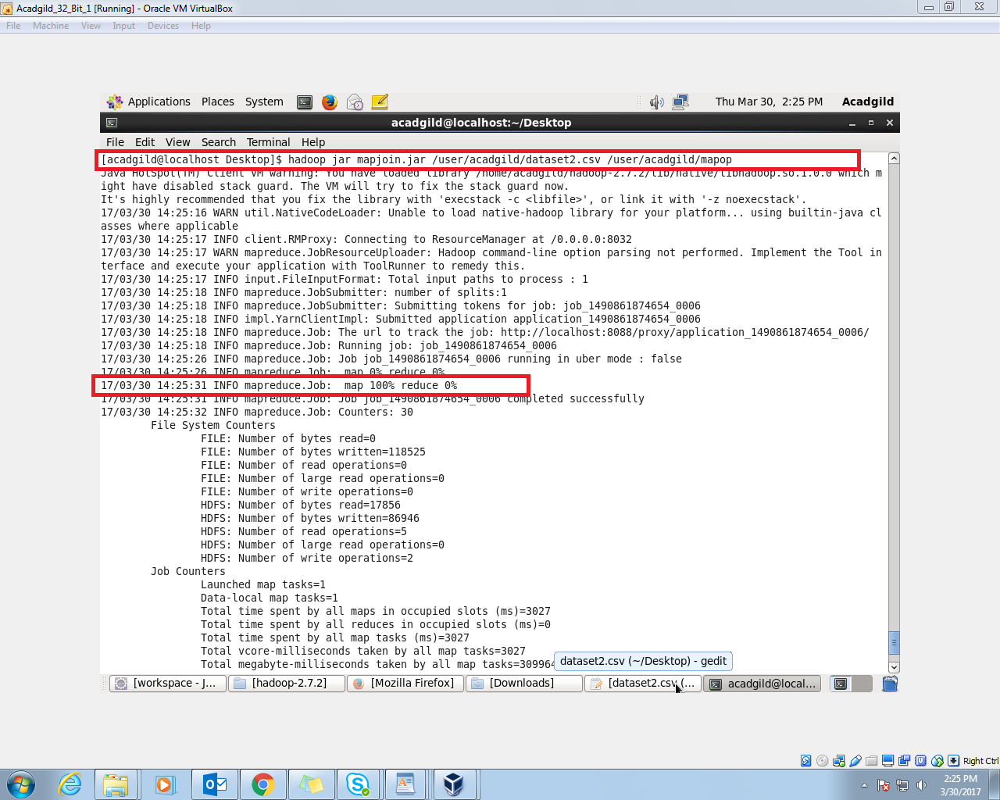 Acadgild_32_Bit_1 [Running] - Oracle VM VirtualBox
File Machine View Input Devices Help
Applications Places System Thu Mar 30, 2:25 PM Acadgild
acadgild@localhost:~/Desktop
File Edit View Search Terminal Help
[acadgild@localhost Desktop]$ hadoop jar mapjoin.jar /user/acadgild/dataset2.csv /user/acadgild/mapop
Java HotSpot(TM) Client VM warning: You have loaded library /home/acadgild/hadoop-2.7.2/lib/native/libhadoop.so.1.0.0 which m
ight have disabled stack guard. The VM will try to fix the stack guard now.
It's highly recommended that you fix the library with 'execstack -c <libfile>', or link it with '-z noexecstack'.
17/03/30 14:25:16 WARN util.NativeCodeLoader: Unable to load native-hadoop library for your platform... using builtin-java cl
asses where applicable
17/03/30 14:25:17 INFO client.RMProxy: Connecting to ResourceManager at /0.0.0.0:8032
17/03/30 14:25:17 WARN mapreduce.JobResourceUploader: Hadoop command-line option parsing not performed. Implement the Tool in
terface and execute your application with ToolRunner to remedy this.
17/03/30 14:25:17 INFO input.FileInputFormat: Total input paths to process : 1
17/03/30 14:25:18 INFO mapreduce.JobSubmitter: number of splits:1
17/03/30 14:25:18 INFO mapreduce.JobSubmitter: Submitting tokens for job: job_1490861874654_0006
17/03/30 14:25:18 INFO impl.YarnClientImpl: Submitted application application_1490861874654_0006
17/03/30 14:25:18 INFO mapreduce.Job: The url to track the job: http://localhost:8088/proxy/application_1490861874654_0006/
17/03/30 14:25:18 INFO mapreduce.Job: Running job: job_1490861874654_0006
17/03/30 14:25:26 INFO mapreduce.Job: Job job_1490861874654_0006 running in uber mode : false
17/03/30 14:25:26 INFO mapreduce.Job:  map 0% reduce 0%
17/03/30 14:25:31 INFO mapreduce.Job:  map 100% reduce 0%
17/03/30 14:25:31 INFO mapreduce.Job: Job job_1490861874654_0006 completed successfully
17/03/30 14:25:32 INFO mapreduce.Job: Counters: 30
File System Counters
FILE: Number of bytes read=0
FILE: Number of bytes written=118525
FILE: Number of read operations=0
FILE: Number of large read operations=0
FILE: Number of write operations=0
HDFS: Number of bytes read=17856
HDFS: Number of bytes written=86946
HDFS: Number of read operations=5
HDFS: Number of large read operations=0
HDFS: Number of write operations=2
Job Counters
Launched map tasks=1
Data-local map tasks=1
Total time spent by all maps in occupied slots (ms)=3027
Total time spent by all reduces in occupied slots (ms)=0
Total time spent by all map tasks (ms)=3027
Total vcore-milliseconds taken by all map tasks=3027
Total megabyte-milliseconds taken by all map tasks=309964
dataset2.csv (~/Desktop) - gedit
[workspace - J... [hadoop-2.7.2] [Mozilla Firefox] [Downloads] [dataset2.csv (... acadgild@local...
Right Ctrl
2:25 PM
3/30/2017